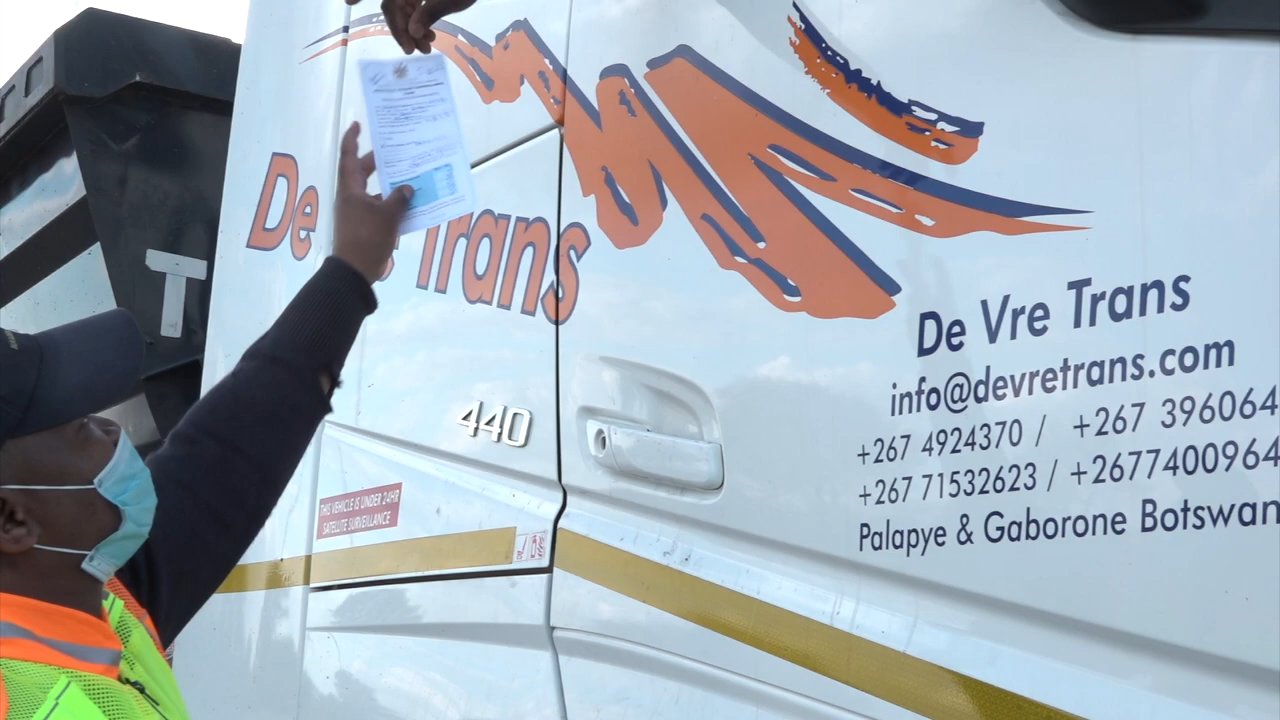 De Trans
440
THIS VEHICLE IS UNDER 24HR
SATELLITE SURVEILLANCE
De Vre Trans
info@devretrans.com
+267 4924370 / +267 396064
+267 71532623 / +2677400964
Palapye & Gaborone Botswan
T